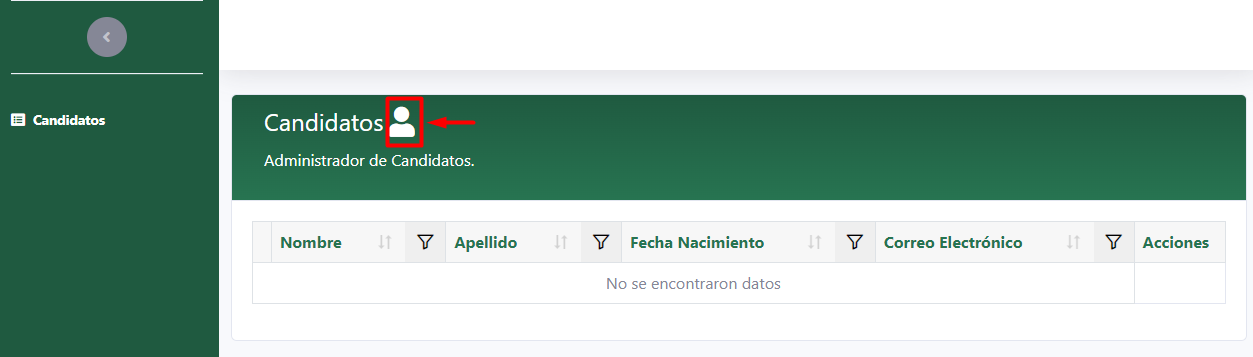 Candidatos
Candidatos
Administrador de Candidatos.
Nombre Apellido Fecha Nacimiento Correo Electrónico Acciones
No se encontraron datos